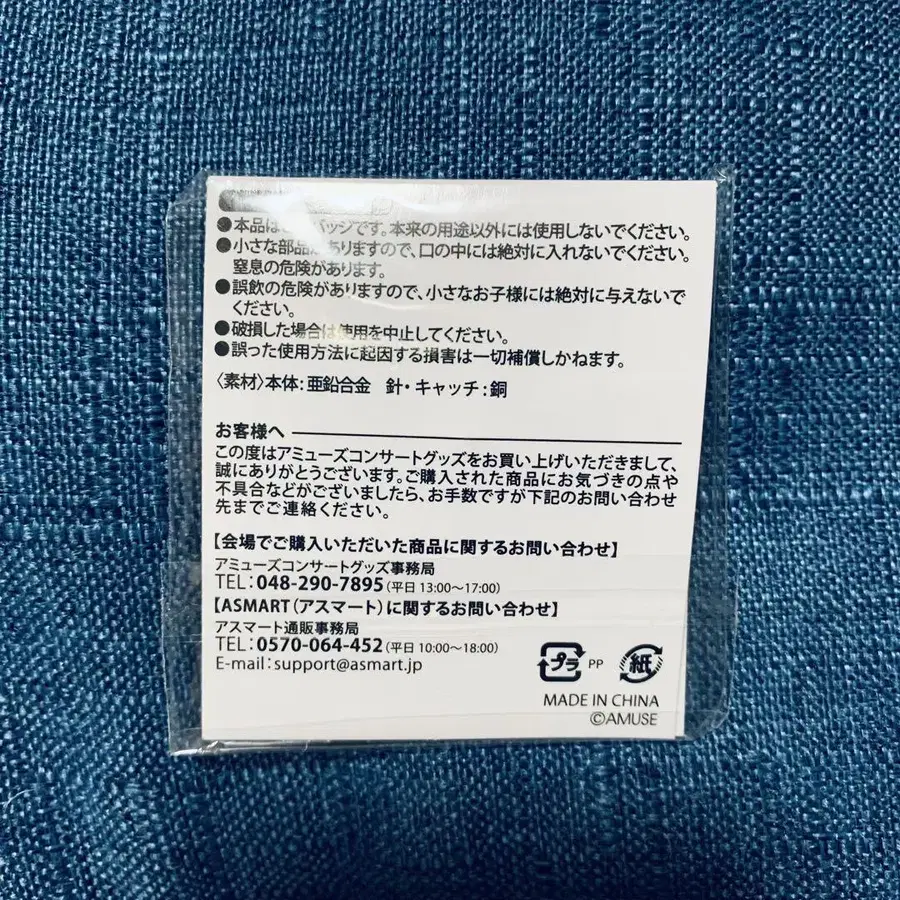 ●本品は バッジです。本来の用途以外には使用しないでください。
●小さな部品がありますので、口の中には絶対に入れないでください。
窒息の危険があります。
●誤飲の危険がありますので、小さなお子様には絶対に与えないで
ください。
●破損した場合は使用を中止してください。
●誤った使用方法に起因する損害は一切補償しかねます。
〈素材〉本体：亜鉛合金　針・キャッチ：銅
お客様へ
この度はアミューズコンサートグッズをお買い上げいただきまして、
誠にありがとうございます。ご購入された商品にお気づきの点や
不具合などがございましたら、お手数ですが下記のお問い合わせ
先までご連絡ください。
【会場でご購入いただいた商品に関するお問い合わせ】
アミューズコンサートグッズ事務局
TEL：048-290-7895（平日 13:00〜17:00）
【ASMART（アスマート）に関するお問い合わせ】
アスマート通販事務局
TEL：0570-064-452（平日 10:00〜18:00）
E-mail：support@asmart.jp
プラ PP 紙
MADE IN CHINA
©AMUSE